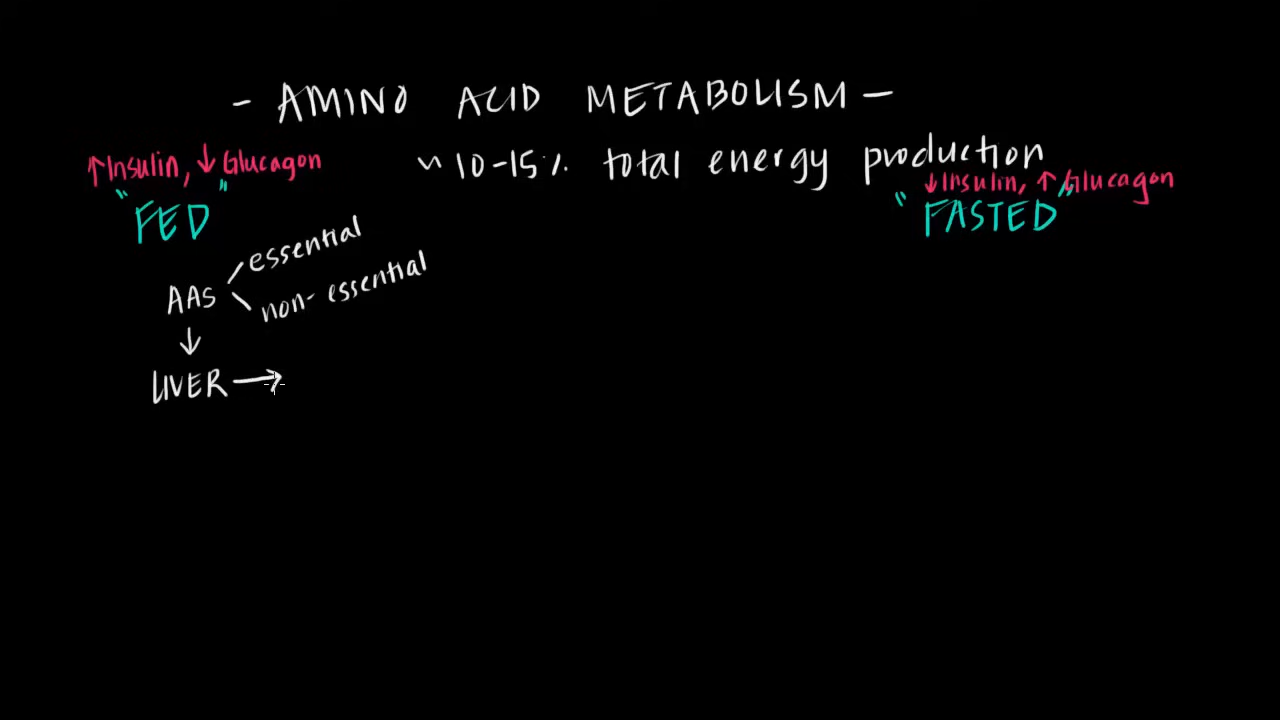 - AMINO ACID METABOLISM -
↑Insulin, ↓Glucagon
~ 10-15% total energy production
↓Insulin, ↑Glucagon
"FED"
"FASTED"
essential
AAS
non-essential
↓
LIVER →